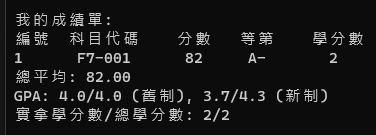 我的成績單:
編號 科目代碼 分數 等第 學分數
1 F7-001 82 A- 2
總平均: 82.00
GPA: 4.0/4.0 (舊制), 3.7/4.3 (新制)
實拿學分數/總學分數: 2/2